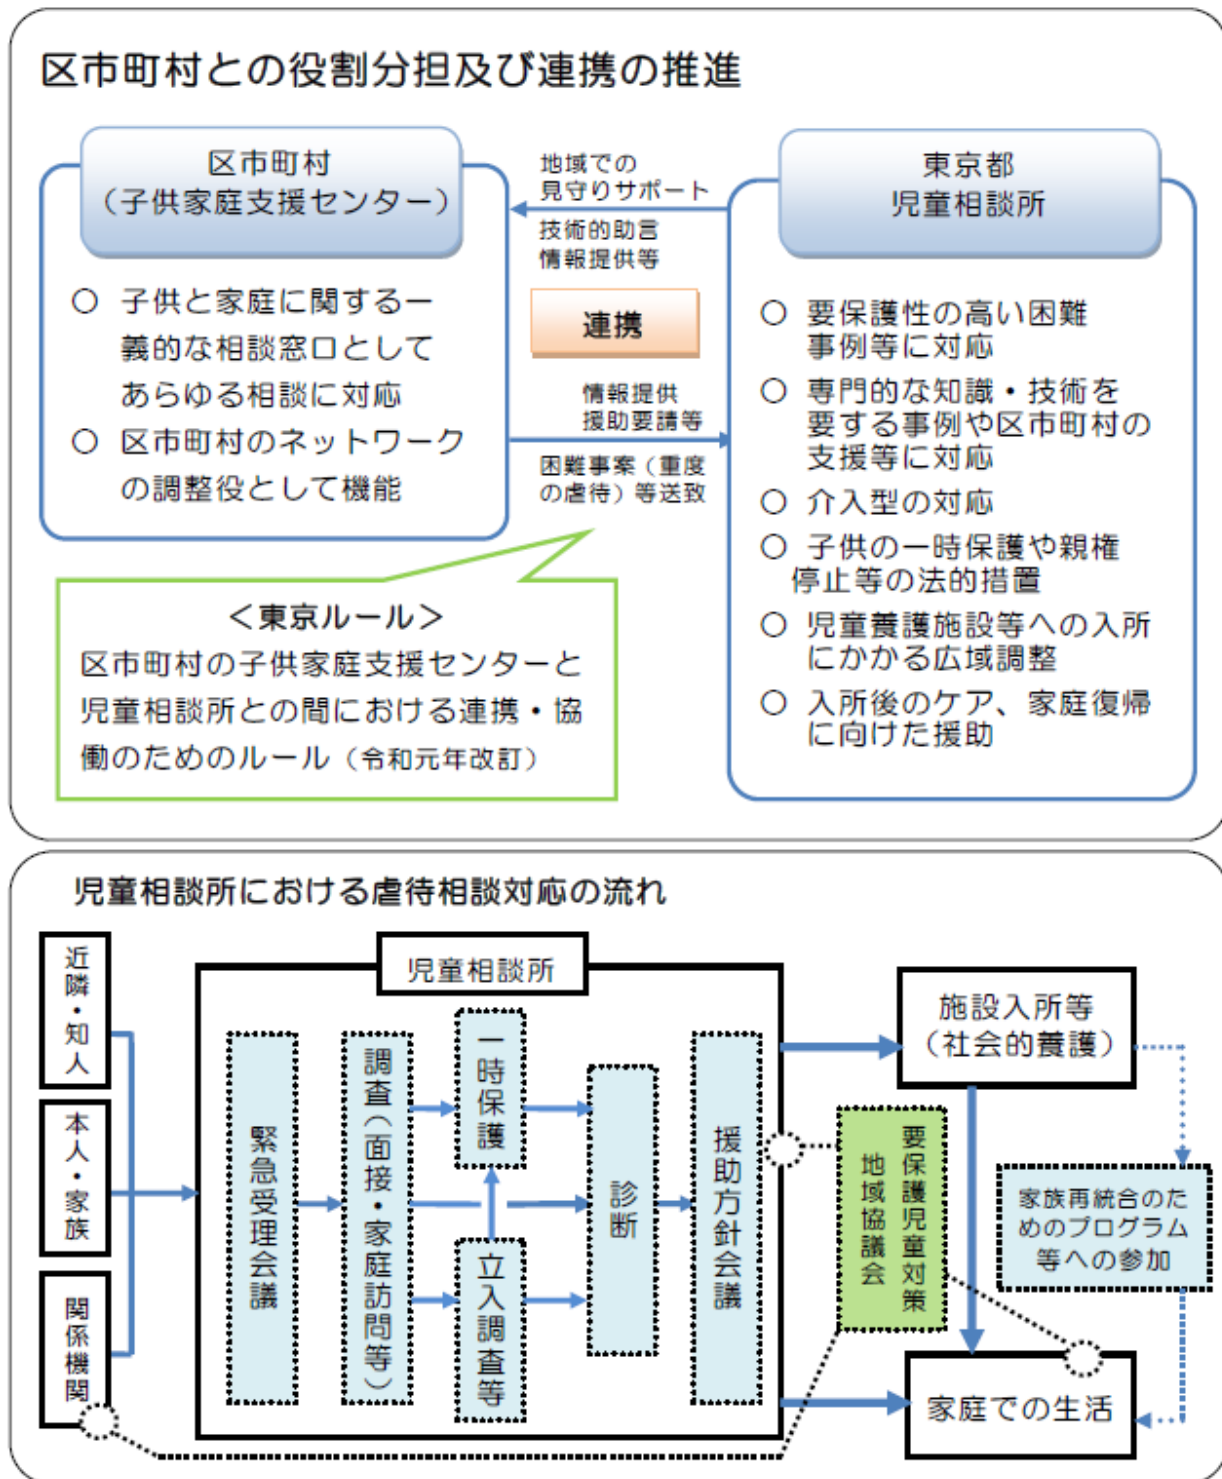 区市町村との役割分担及び連携の推進
区市町村
（子供家庭支援センター）
○ 子供と家庭に関する一
義的な相談窓口として
あらゆる相談に対応
○ 区市町村のネットワーク
の調整役として機能
地域での
見守りサポート
技術的助言
情報提供等
連携
情報提供
援助要請等
困難事案（重度
の虐待）等送致
東京都
児童相談所
○ 要保護性の高い困難
事例等に対応
○ 専門的な知識・技術を
要する事例や区市町村の
支援等に対応
○ 介入型の対応
○ 子供の一時保護や親権
停止等の法的措置
○ 児童養護施設等への入所
にかかる広域調整
○ 入所後のケア、家庭復帰
に向けた援助
＜東京ルール＞
区市町村の子供家庭支援センターと
児童相談所との間における連携・協
働のためのルール（令和元年改訂）
児童相談所における虐待相談対応の流れ
近隣・知人
本人・家族
関係機関
児童相談所
緊急受理会議
調査（面接・家庭訪問等）
一時保護
立入調査等
診断
援助方針会議
施設入所等
（社会的養護）
要保護児童対策
地域協議会
家族再統合のた
めのプログラム
等への参加
家庭での生活